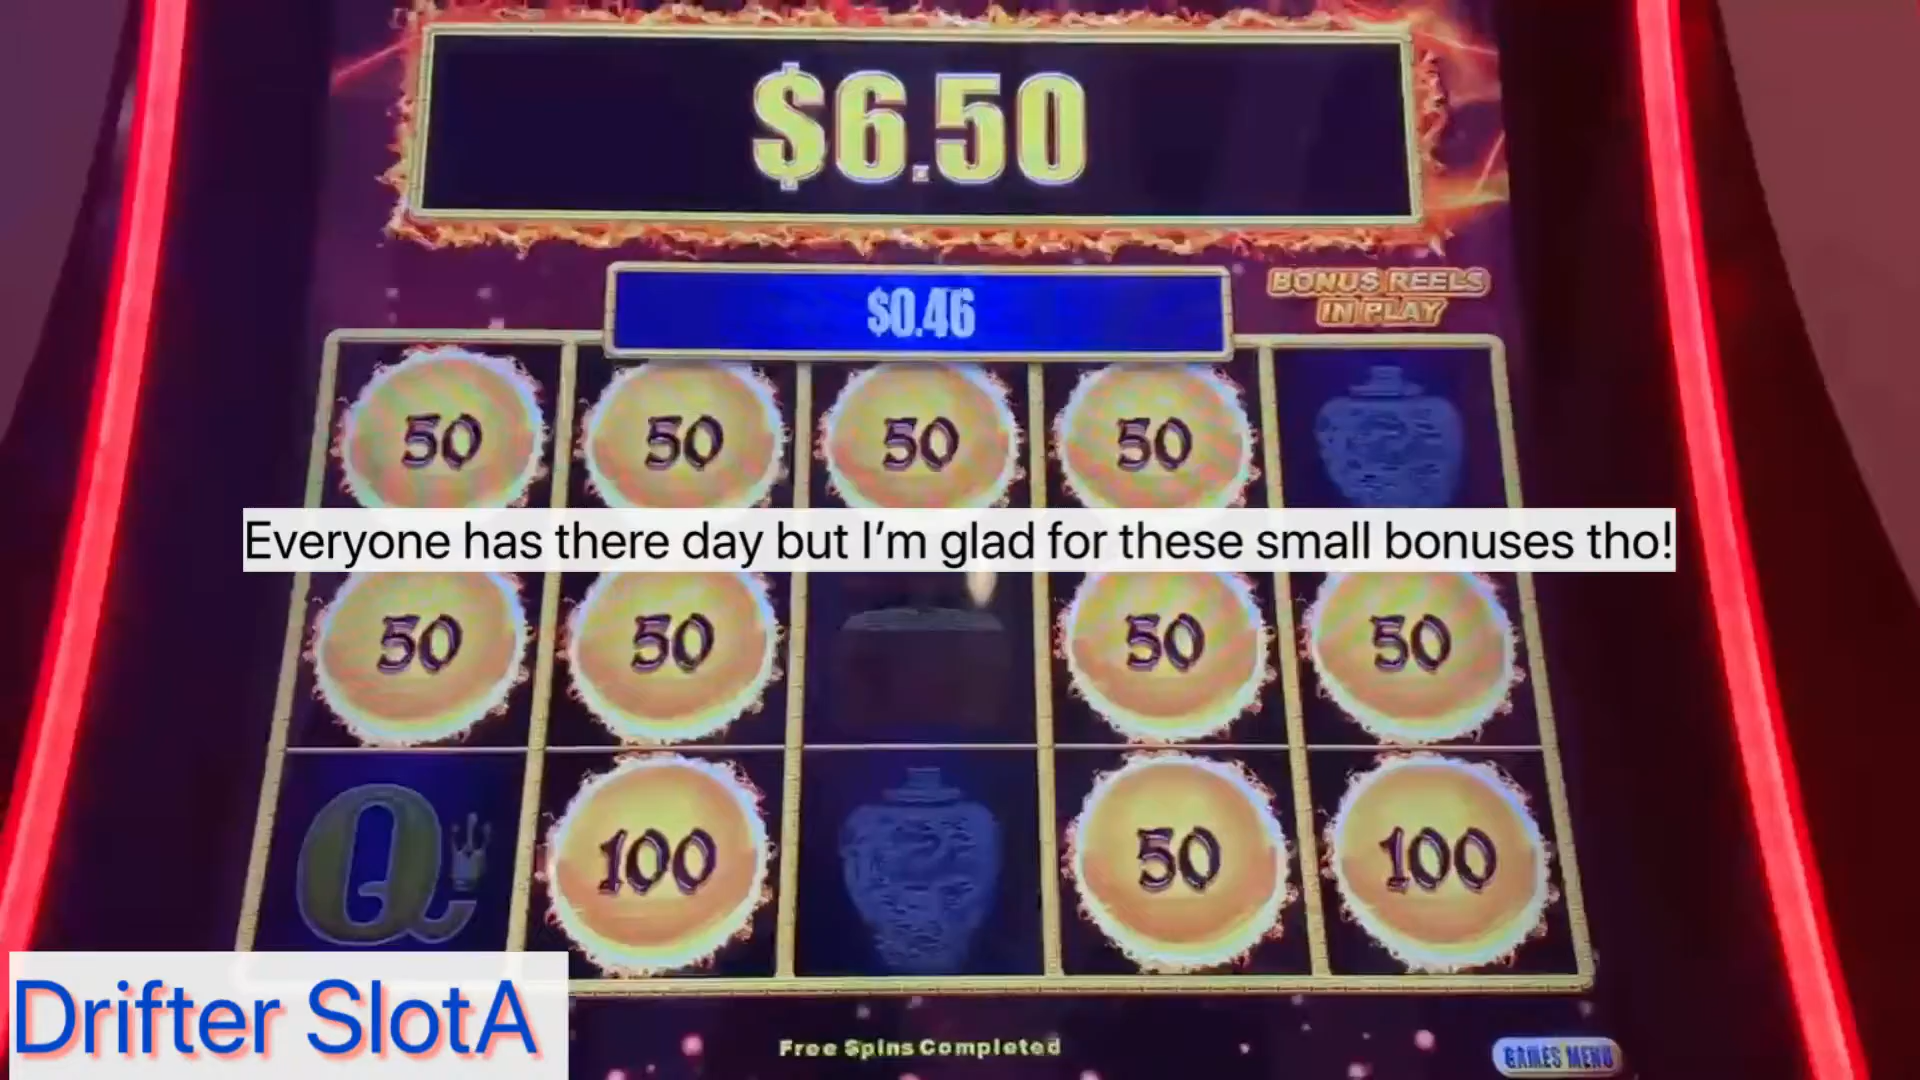 $6.50
$0.46
BONUS REELS
IN PLAY
50 50 50 50
Everyone has there day but I’m glad for these small bonuses tho!
50 50 50 50
Q 100 50 100
Drifter SlotA
Free Spins Completed
GAMES MENU